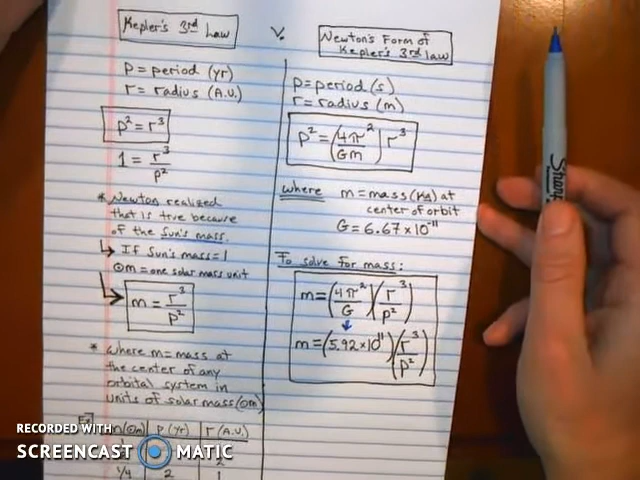 Kepler's 3rd Law
V.
Newton's Form of
Kepler's 3rd law
P = period (yr)
r = radius (A.U.)
P² = r³
1 = r³/P²
* Newton realized
that is true because
of the Sun's mass.
↳ If Sun's mass = 1
⊙m = one solar mass unit
m = r³/P²
* where m = mass at
the center of any
orbital system in
units of solar mass (⊙m)
Ex
m (⊙m) P (yr) r (A.U.)
2
1/4 2 1
P = period (s)
r = radius (m)
P² = (4π²/Gm) r³
where m = mass (kg) at
center of orbit
G = 6.67 x 10⁻¹¹
To solve for mass:
m = (4π²/G)(r³/P²)
m = (5.92 x 10¹¹)(r³/P²)
Sharpie
RECORDED WITH
SCREENCAST MATIC